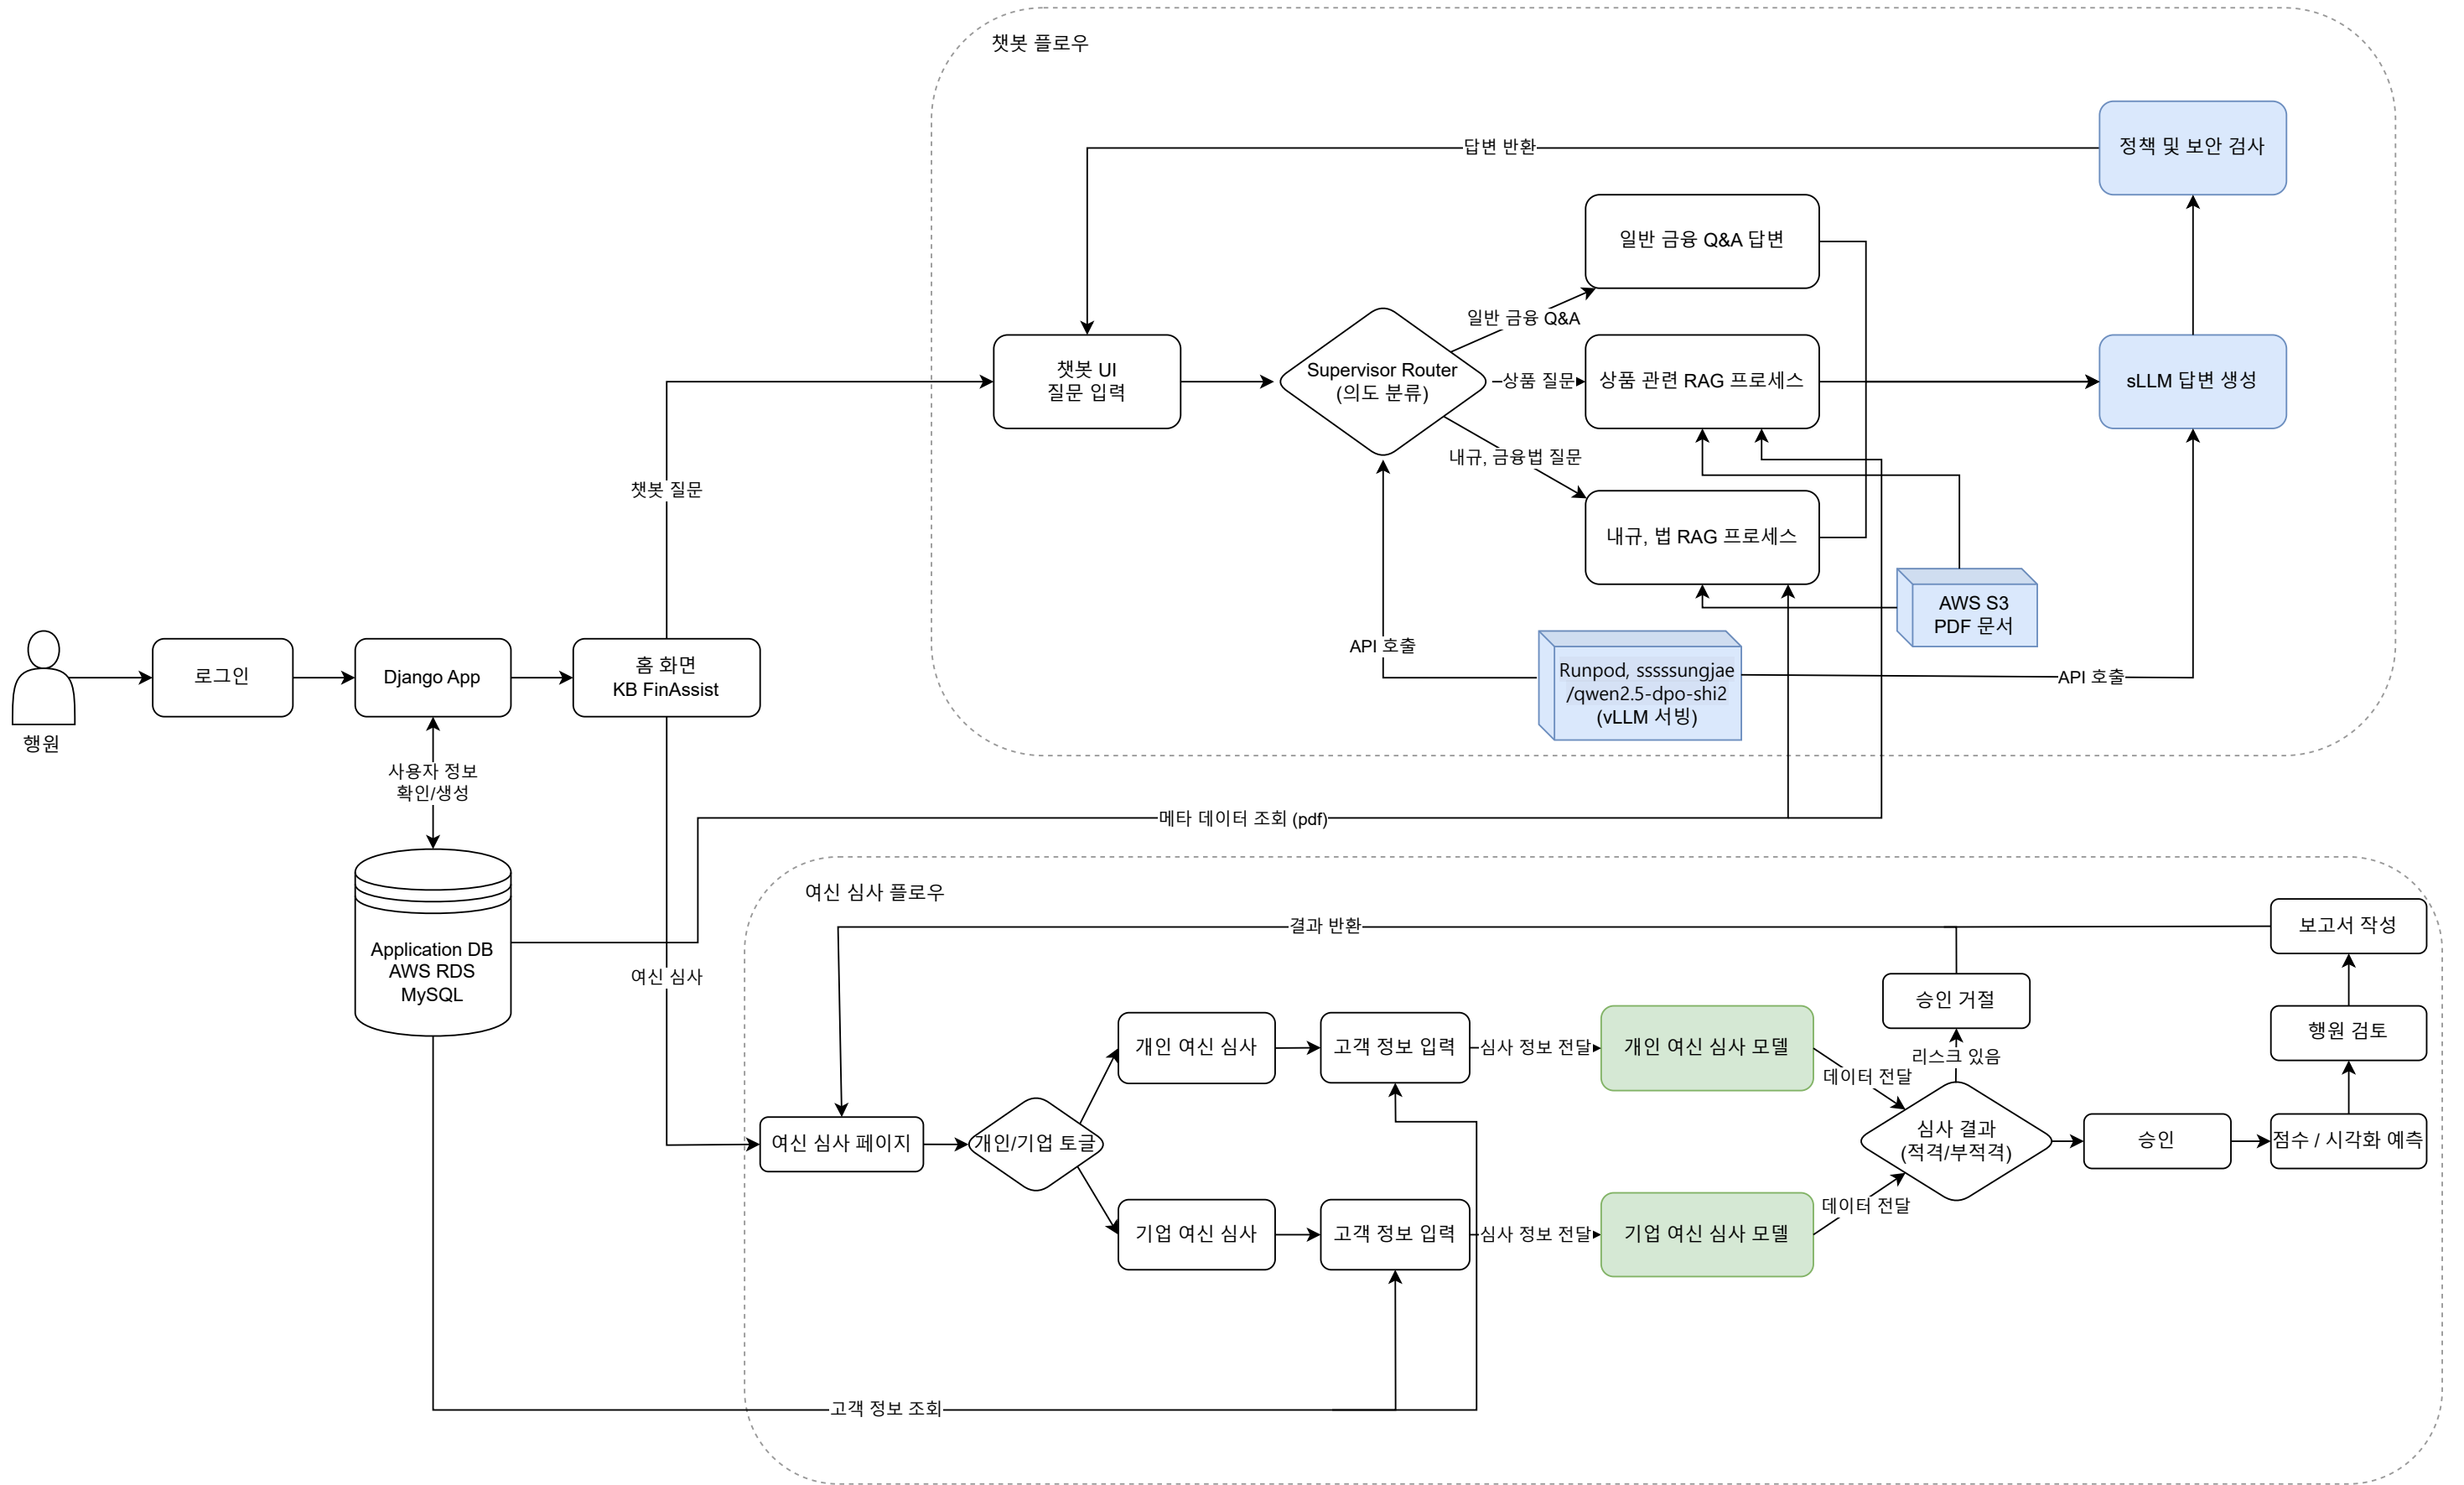 챗봇 플로우
정책 및 보안 검사
답변 반환
일반 금융 Q&A 답변
일반 금융 Q&A
챗봇 UI
질문 입력
Supervisor Router
(의도 분류)
상품 질문
상품 관련 RAG 프로세스
sLLM 답변 생성
내규, 금융법 질문
챗봇 질문
내규, 법 RAG 프로세스
AWS S3
PDF 문서
API 호출
Runpod, sssssungjae
/qwen2.5-dpo-shi2
(vLLM 서빙)
API 호출
행원
로그인
Django App
홈 화면
KB FinAssist
사용자 정보
확인/생성
메타 데이터 조회 (pdf)
Application DB
AWS RDS
MySQL
여신 심사
여신 심사 플로우
결과 반환
보고서 작성
승인 거절
행원 검토
리스크 있음
개인 여신 심사
고객 정보 입력
심사 정보 전달
개인 여신 심사 모델
데이터 전달
여신 심사 페이지
개인/기업 토글
심사 결과
(적격/부적격)
승인
점수 / 시각화 예측
기업 여신 심사
고객 정보 입력
심사 정보 전달
기업 여신 심사 모델
데이터 전달
고객 정보 조회